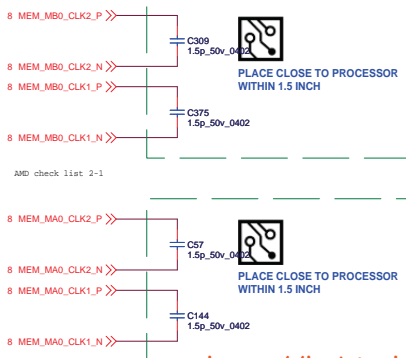 8 MEM_MB0_CLK2_P
C309
1.5p_50v_0402
8 MEM_MB0_CLK2_N
PLACE CLOSE TO PROCESSOR
WITHIN 1.5 INCH
8 MEM_MB0_CLK1_P
C375
1.5p_50v_0402
8 MEM_MB0_CLK1_N
AMD check list 2-1
8 MEM_MA0_CLK2_P
C57
1.5p_50v_0402
8 MEM_MA0_CLK2_N
PLACE CLOSE TO PROCESSOR
WITHIN 1.5 INCH
8 MEM_MA0_CLK1_P
C144
1.5p_50v_0402
8 MEM_MA0_CLK1_N